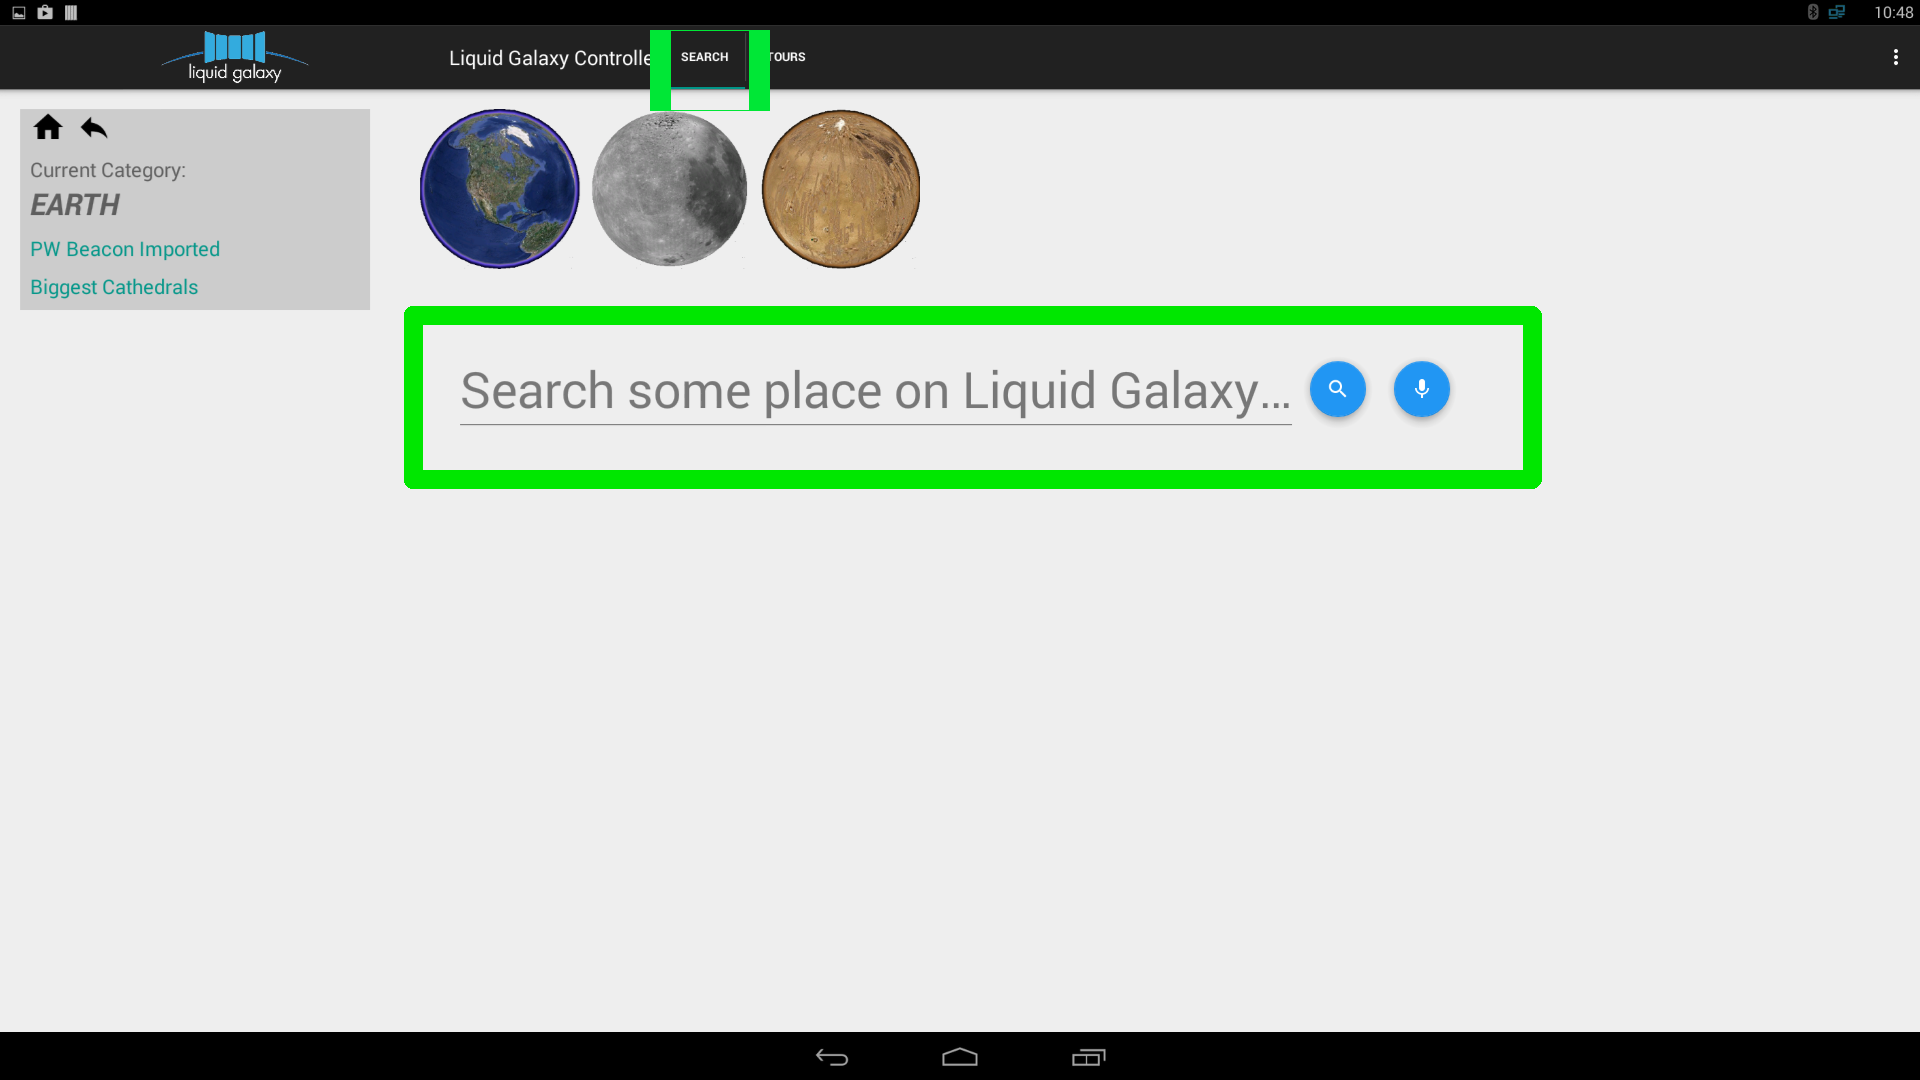 10:48
liquid galaxy
Liquid Galaxy Controlle
SEARCH
TOURS
Current Category:
EARTH
PW Beacon Imported
Biggest Cathedrals
Search some place on Liquid Galaxy...